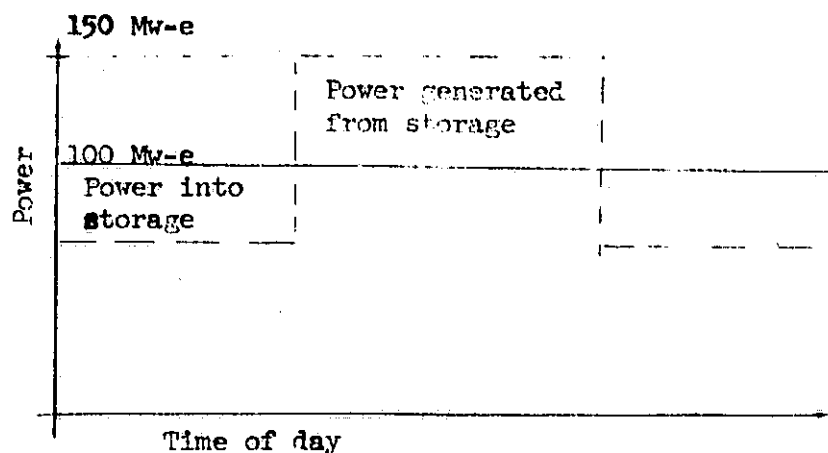 150 Mw-e
Power generated
from storage
100 Mw-e
Power into
storage
Power
Time of day